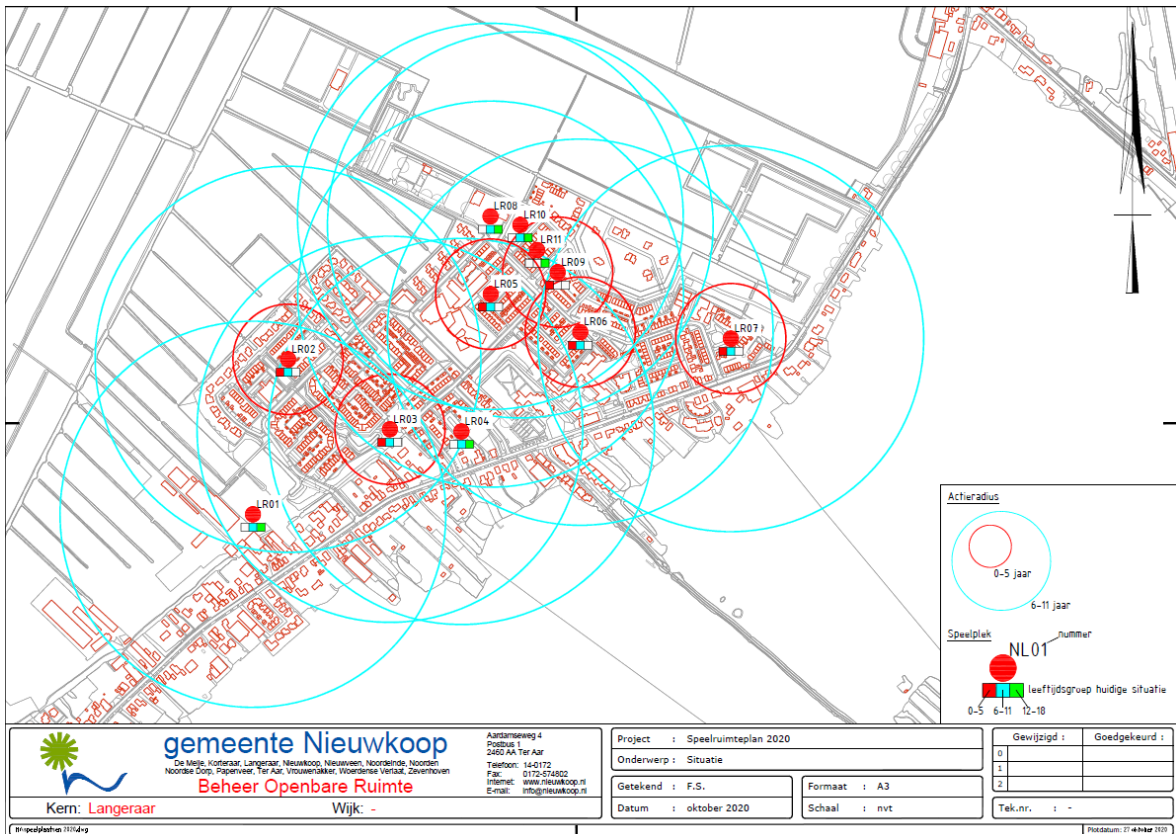 LR08
LR10
LR11
LR09
LR05
LR06
LR07
LR02
LR03
LR04
LR01
Actieradius
0-5 jaar
6-11 jaar
Speelplek
nummer
NL01
leeftijdsgroep huidige situatie
0-5 6-11 12-18
gemeente Nieuwkoop
De Meije, Korteraar, Langeraar, Nieuwkoop, Nieuwveen, Noordeinde, Noorden
Noordse Dorp, Papenveer, Ter Aar, Vrouwenakker, Woerdense Verlaat, Zevenhoven
Beheer Openbare Ruimte
Kern: Langeraar Wijk: -
Aardamseweg 4
Postbus 1
2460 AA Ter Aar
Telefoon: 14-0172
Fax: 0172-574802
Internet: www.nieuwkoop.nl
E-mail: info@nieuwkoop.nl
Project : Speelruimteplan 2020
Onderwerp : Situatie
Getekend : F.S.
Datum : oktober 2020
Formaat : A3
Schaal : nvt
Gewijzigd : Goedgekeurd :
0
1
2
Tek.nr. : -
Plotdatum: 27 oktober 2020